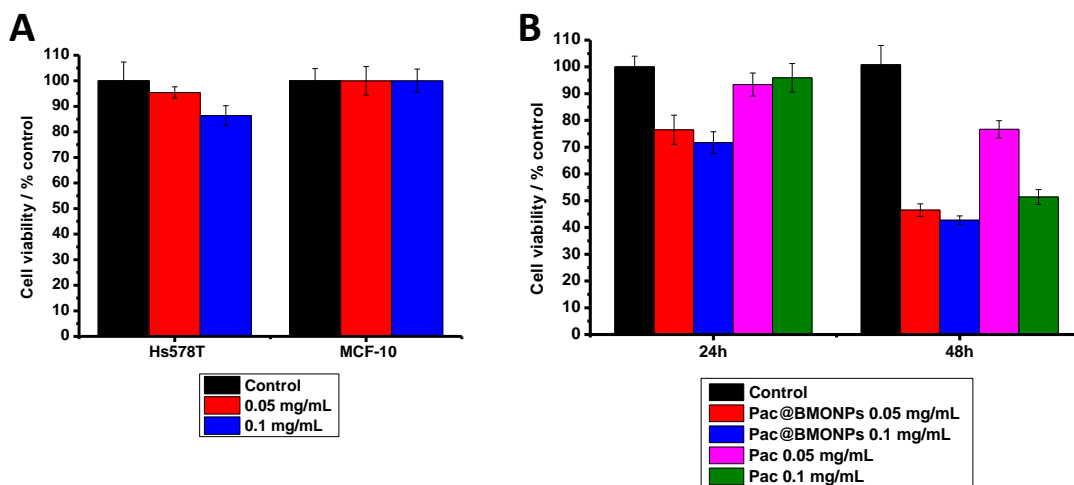 A
Cell viability / % control
110
100
90
80
70
60
50
40
30
20
10
0
Hs578T
MCF-10
Control
0.05 mg/mL
0.1 mg/mL
B
Cell viability / % control
110
100
90
80
70
60
50
40
30
20
10
0
24h
48h
Control
Pac@BMONPs 0.05 mg/mL
Pac@BMONPs 0.1 mg/mL
Pac 0.05 mg/mL
Pac 0.1 mg/mL